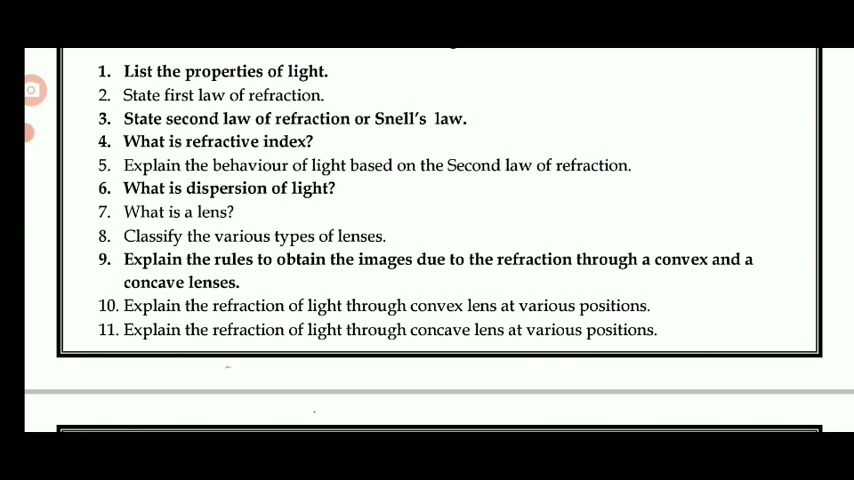 1. List the properties of light.
2. State first law of refraction.
3. State second law of refraction or Snell's law.
4. What is refractive index?
5. Explain the behaviour of light based on the Second law of refraction.
6. What is dispersion of light?
7. What is a lens?
8. Classify the various types of lenses.
9. Explain the rules to obtain the images due to the refraction through a convex and a
concave lenses.
10. Explain the refraction of light through convex lens at various positions.
11. Explain the refraction of light through concave lens at various positions.